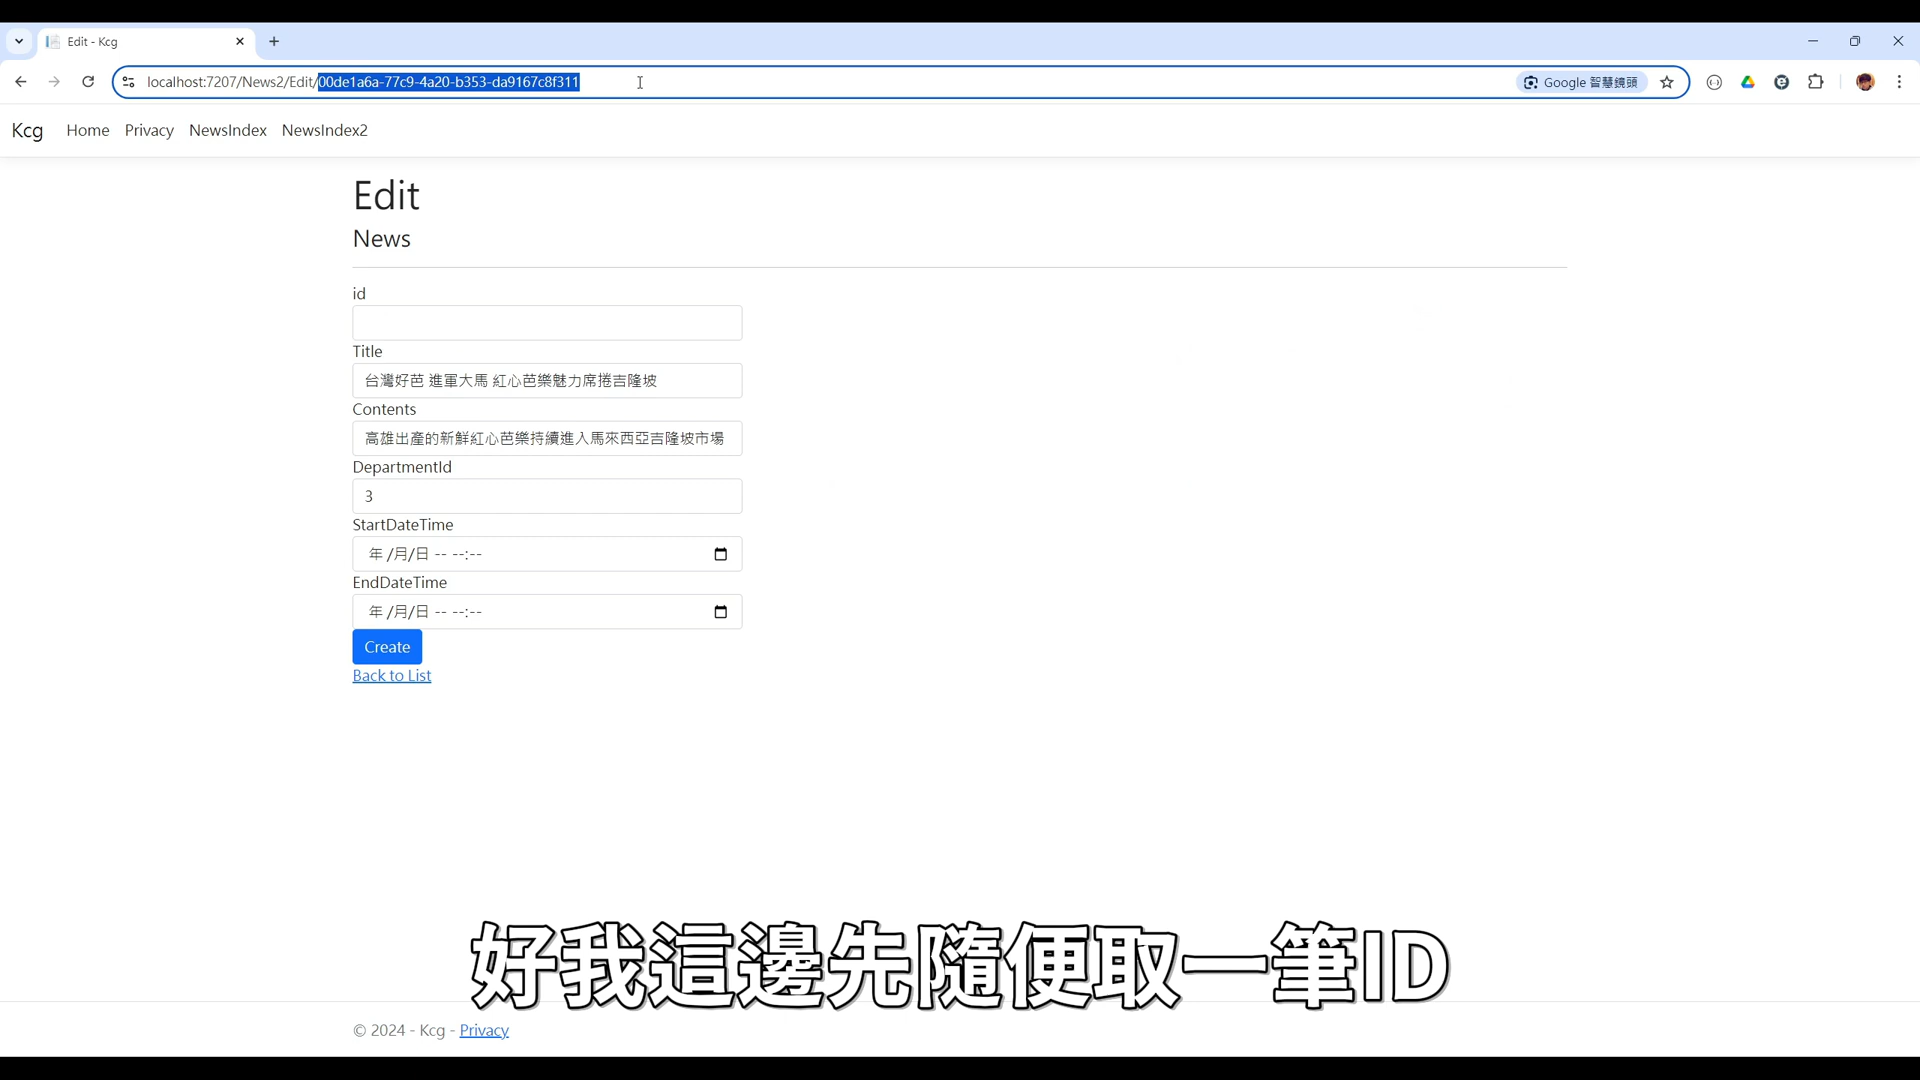 Edit - Kcg
localhost:7207/News2/Edit/00de1a6a-77c9-4a20-b353-da9167c8f311
Google 智慧鏡頭
Kcg Home Privacy NewsIndex NewsIndex2
Edit
News
id
Title
台灣好芭 進軍大馬 紅心芭樂魅力席捲吉隆坡
Contents
高雄出產的新鮮紅心芭樂持續進入馬來西亞吉隆坡市場
DepartmentId
3
StartDateTime
年 /月/日 -- --:--
EndDateTime
年 /月/日 -- --:--
Create
Back to List
好我這邊先隨便取一筆ID
© 2024 - Kcg - Privacy